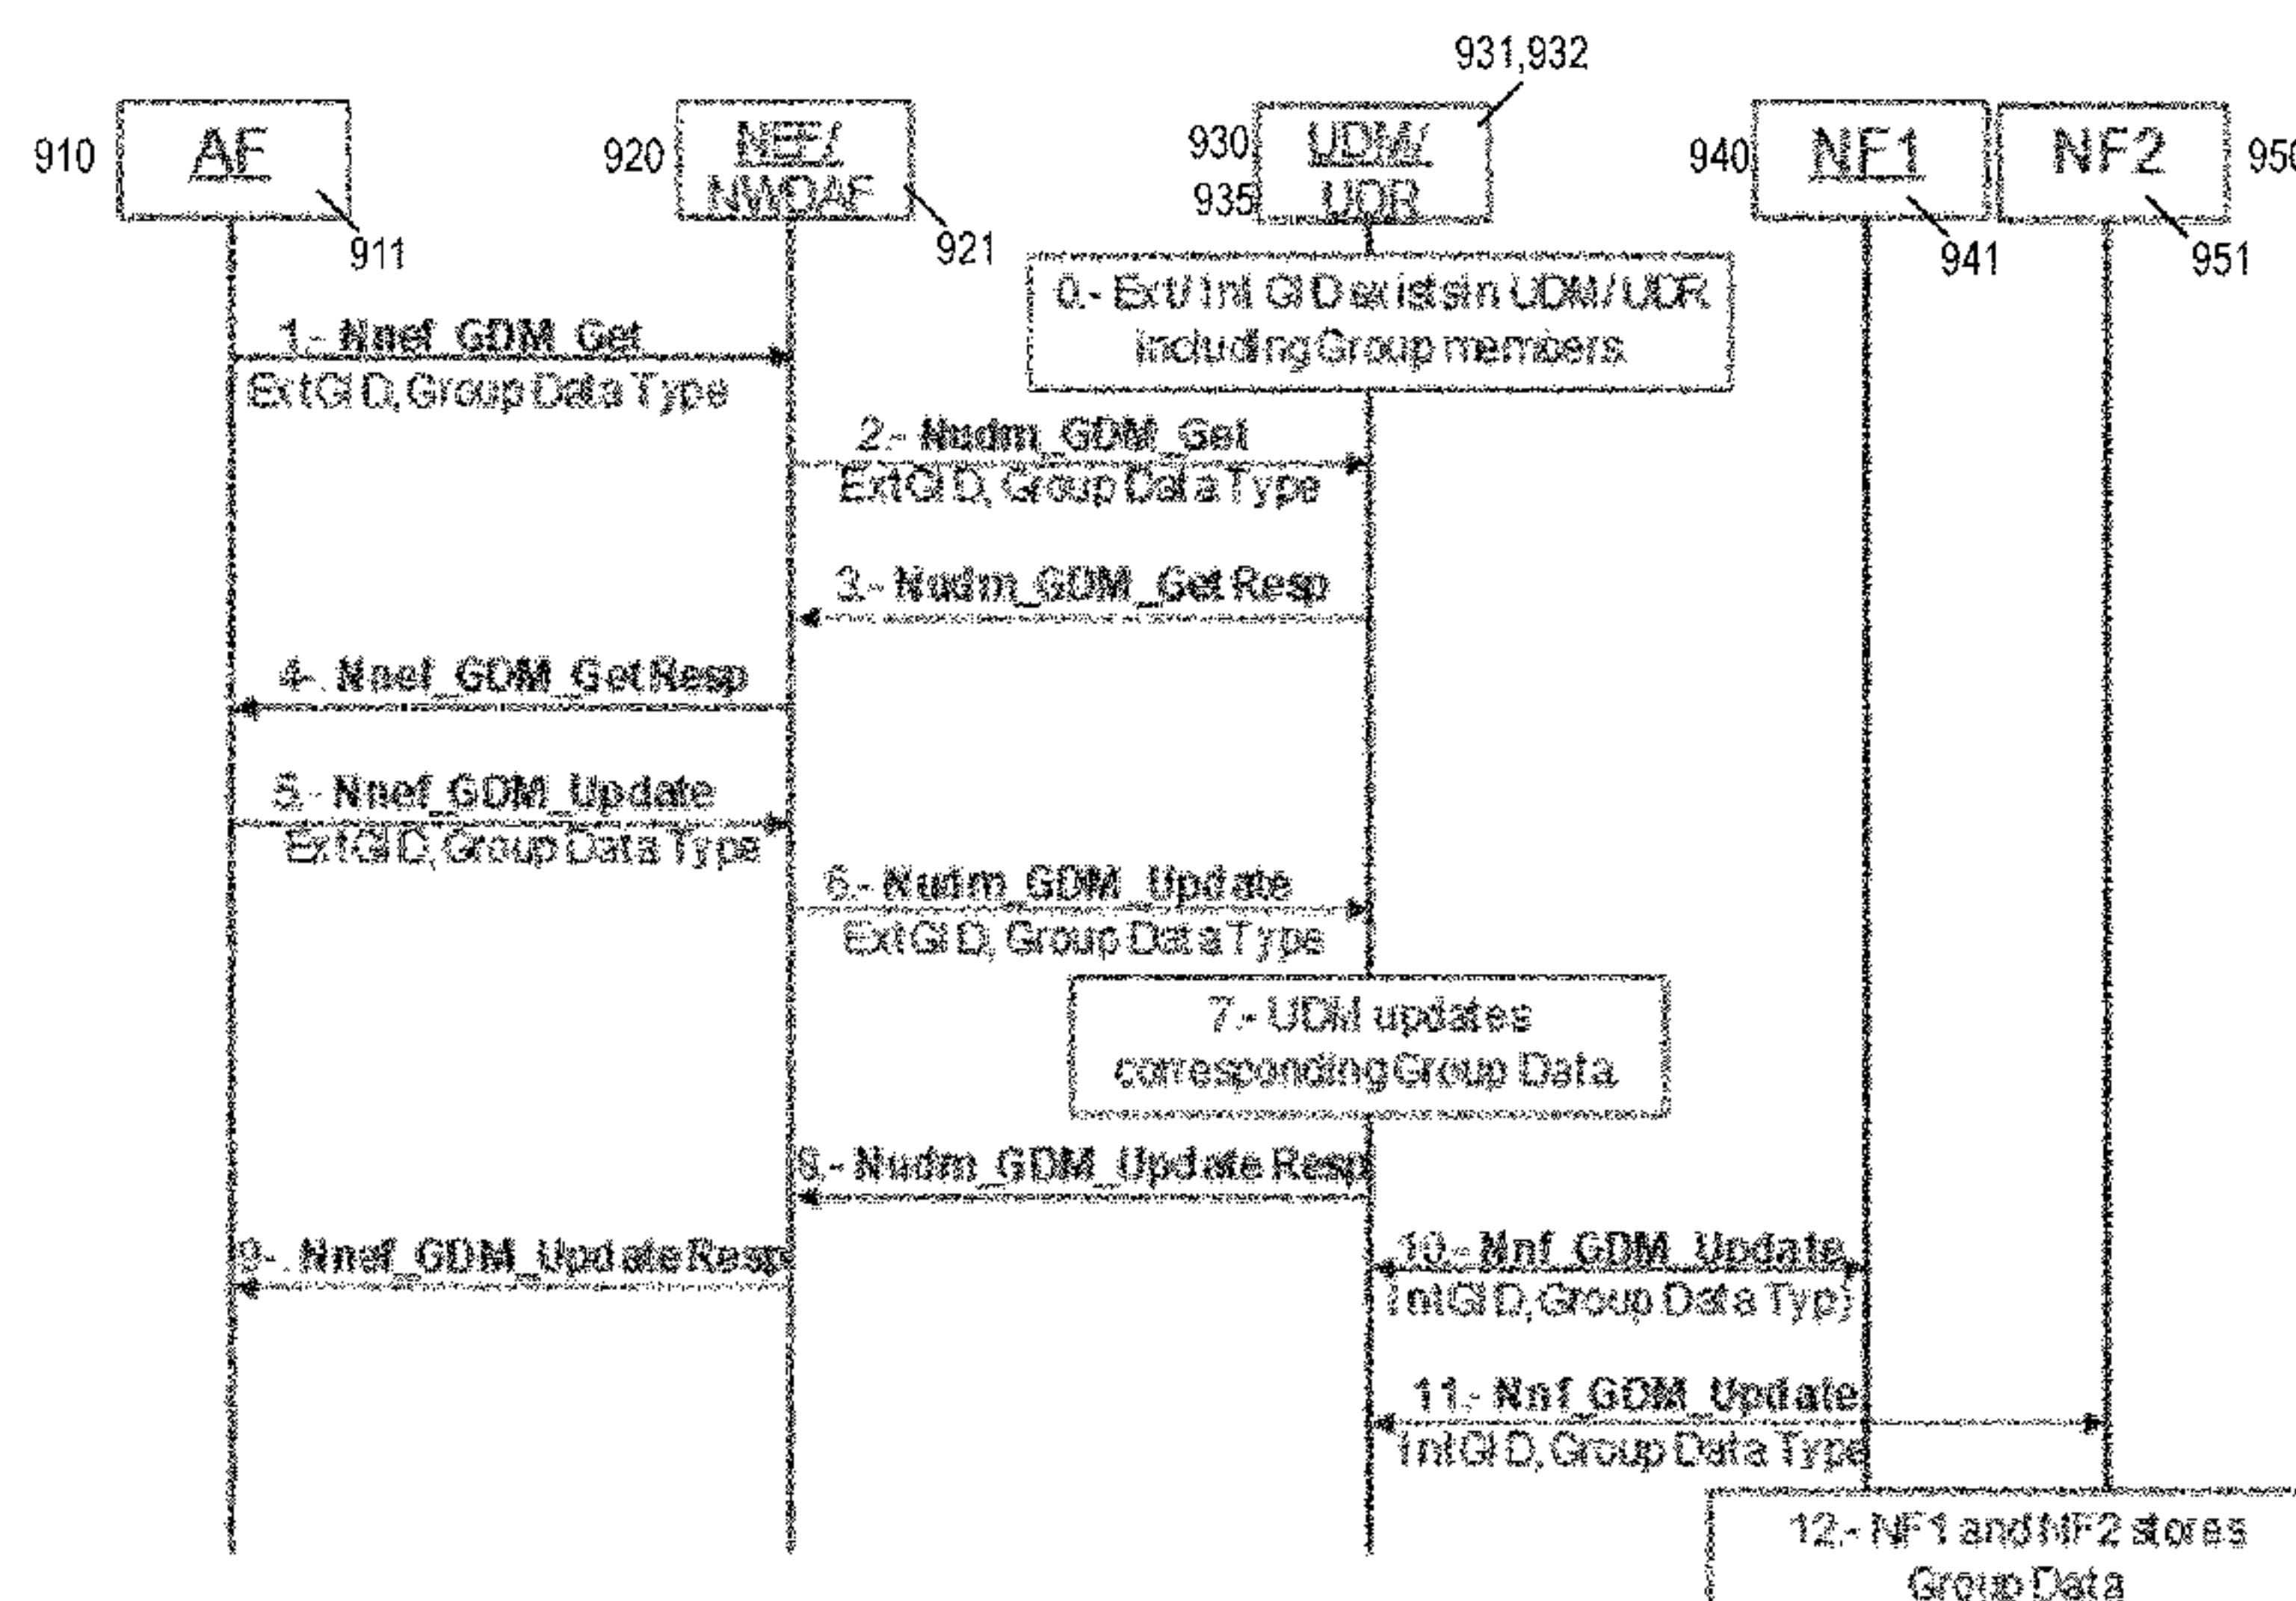 931,932
910
AF
911
920
NEF/
NWDAF
921
930
935
UDM/
UDR
940
NF1
941
NF2
951
950
0.- Ext/Int GID exists in UDM/UDR
including Group members
1.- Nnef_GDM_Get
ExtGID, Group Data Type
2.- Nudm_GDM_Get
ExtGID, Group Data Type
3.- Nudm_GDM_Get Resp
4-. Nnef_GDM_Get Resp
5.- Nnef_GDM_Update
ExtGID, Group Data Type
6.- Nudm_GDM_Update
ExtGID, Group Data Type
7.- UDM updates
corresponding Group Data
8.- Nudm_GDM_Update Resp
9-. Nnef_GDM_Update Resp
10.- Nnf_GDM_Update
IntGID, Group Data Typ)
11.- Nnf_GDM_Update
IntGID, Group Data Type
12.- NF1 and NF2 stores
Group Data